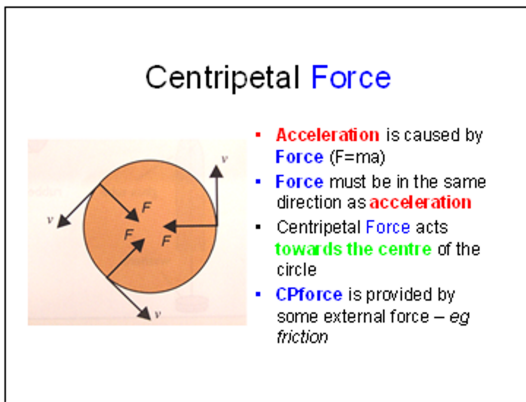 Centripetal Force
v
v
F
F
F
v
Acceleration is caused by
Force (F=ma)
Force must be in the same
direction as acceleration
Centripetal Force acts
towards the centre of the
circle
CPforce is provided by
some external force – eg
friction